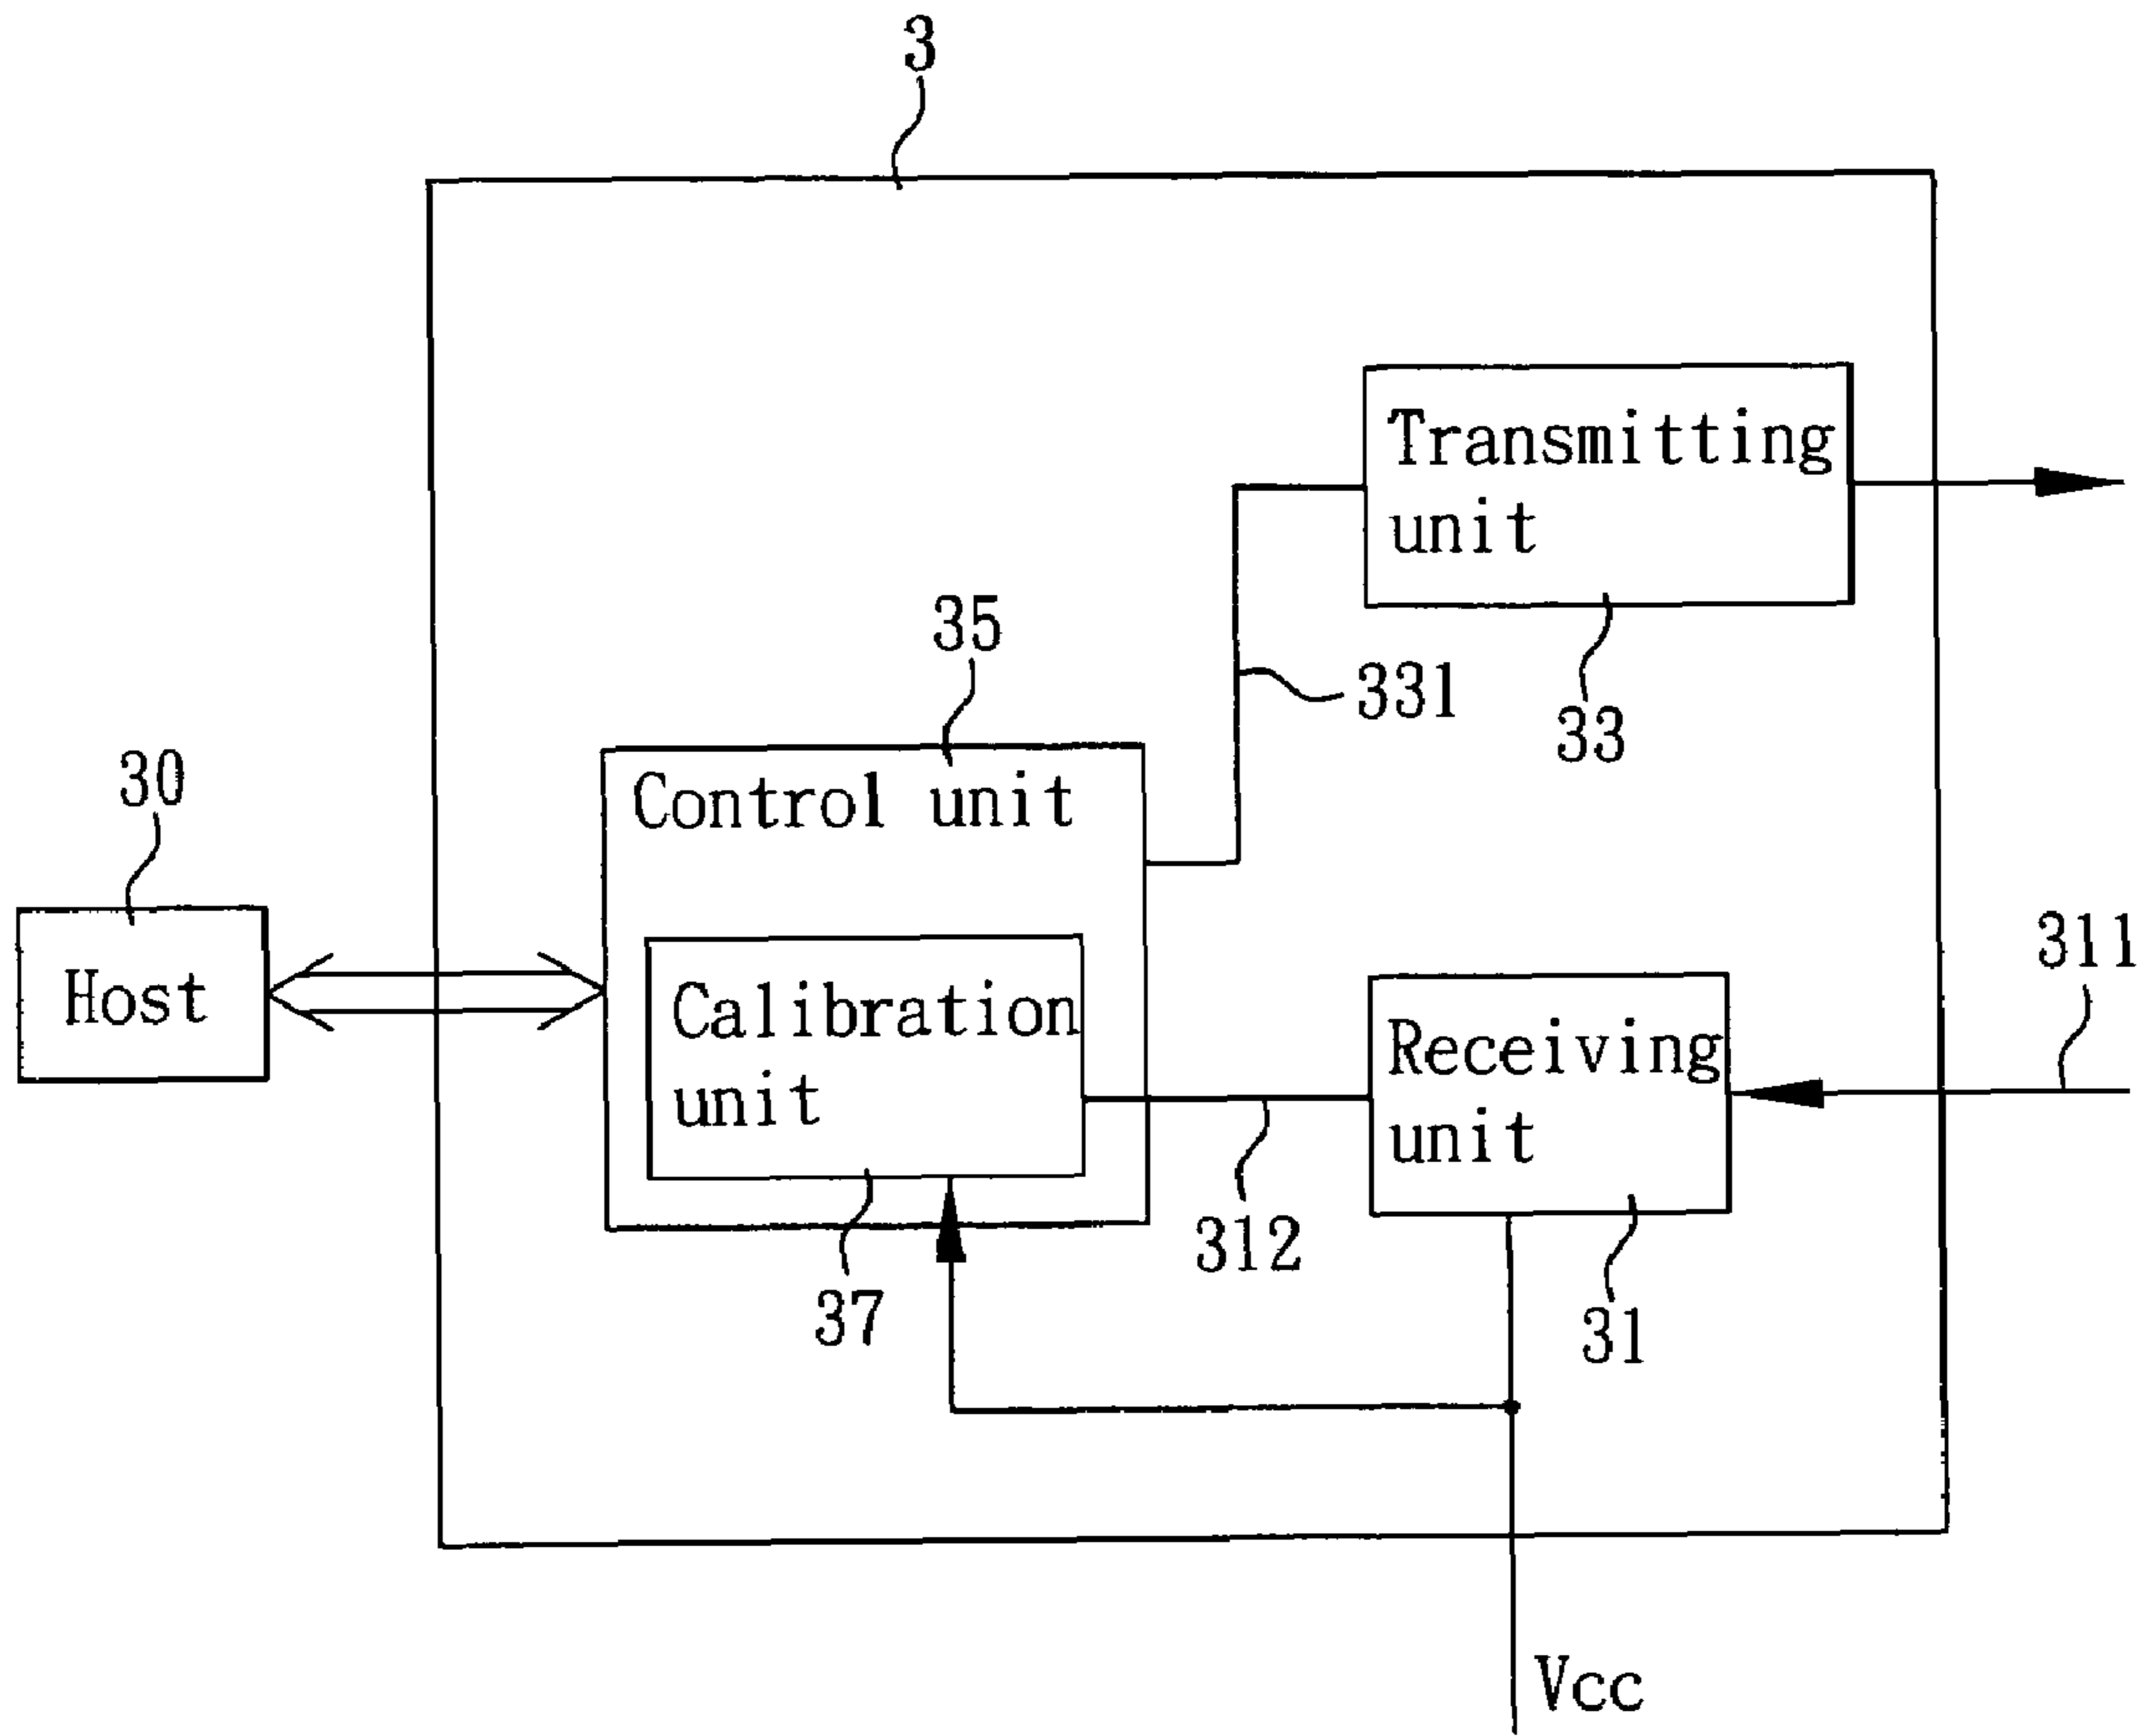 3
Transmitting
unit
35
331
33
30
Control unit
311
Host
Calibration
unit
Receiving
unit
312
37
31
Vcc